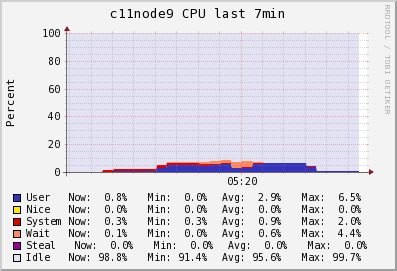 c11node9 CPU last 7min
RRDTOOL / TOBI OETIKER
Percent
100
80
60
40
20
0
05:20
User Now: 0.8% Min: 0.0% Avg: 2.9% Max: 6.5%
Nice Now: 0.0% Min: 0.0% Avg: 0.0% Max: 0.0%
System Now: 0.3% Min: 0.3% Avg: 0.9% Max: 2.0%
Wait Now: 0.1% Min: 0.0% Avg: 0.6% Max: 4.4%
Steal Now: 0.0% Min: 0.0% Avg: 0.0% Max: 0.0%
Idle Now: 98.8% Min: 91.4% Avg: 95.6% Max: 99.7%